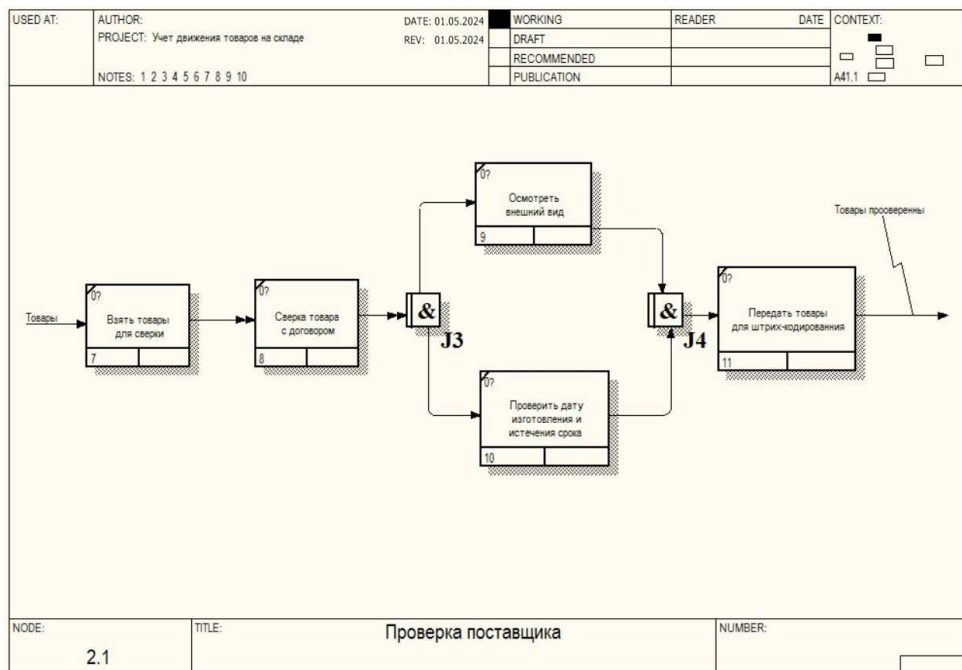 USED AT:
AUTHOR:
DATE: 01.05.2024
PROJECT: Учет движения товаров на складе
REV: 01.05.2024
NOTES: 1 2 3 4 5 6 7 8 9 10
WORKING
DRAFT
RECOMMENDED
PUBLICATION
READER
DATE
CONTEXT:
A41.1
Товары
0?
Взять товары
для сверки
7
0?
Сверка товара
с договором
8
&
J3
0?
Осмотреть
внешний вид
9
0?
Проверить дату
изготовления и
истечения срока
10
&
J4
0?
Передать товары
для штрих-кодирования
11
Товары прооверенны
NODE:
2.1
TITLE:
Проверка поставщика
NUMBER: